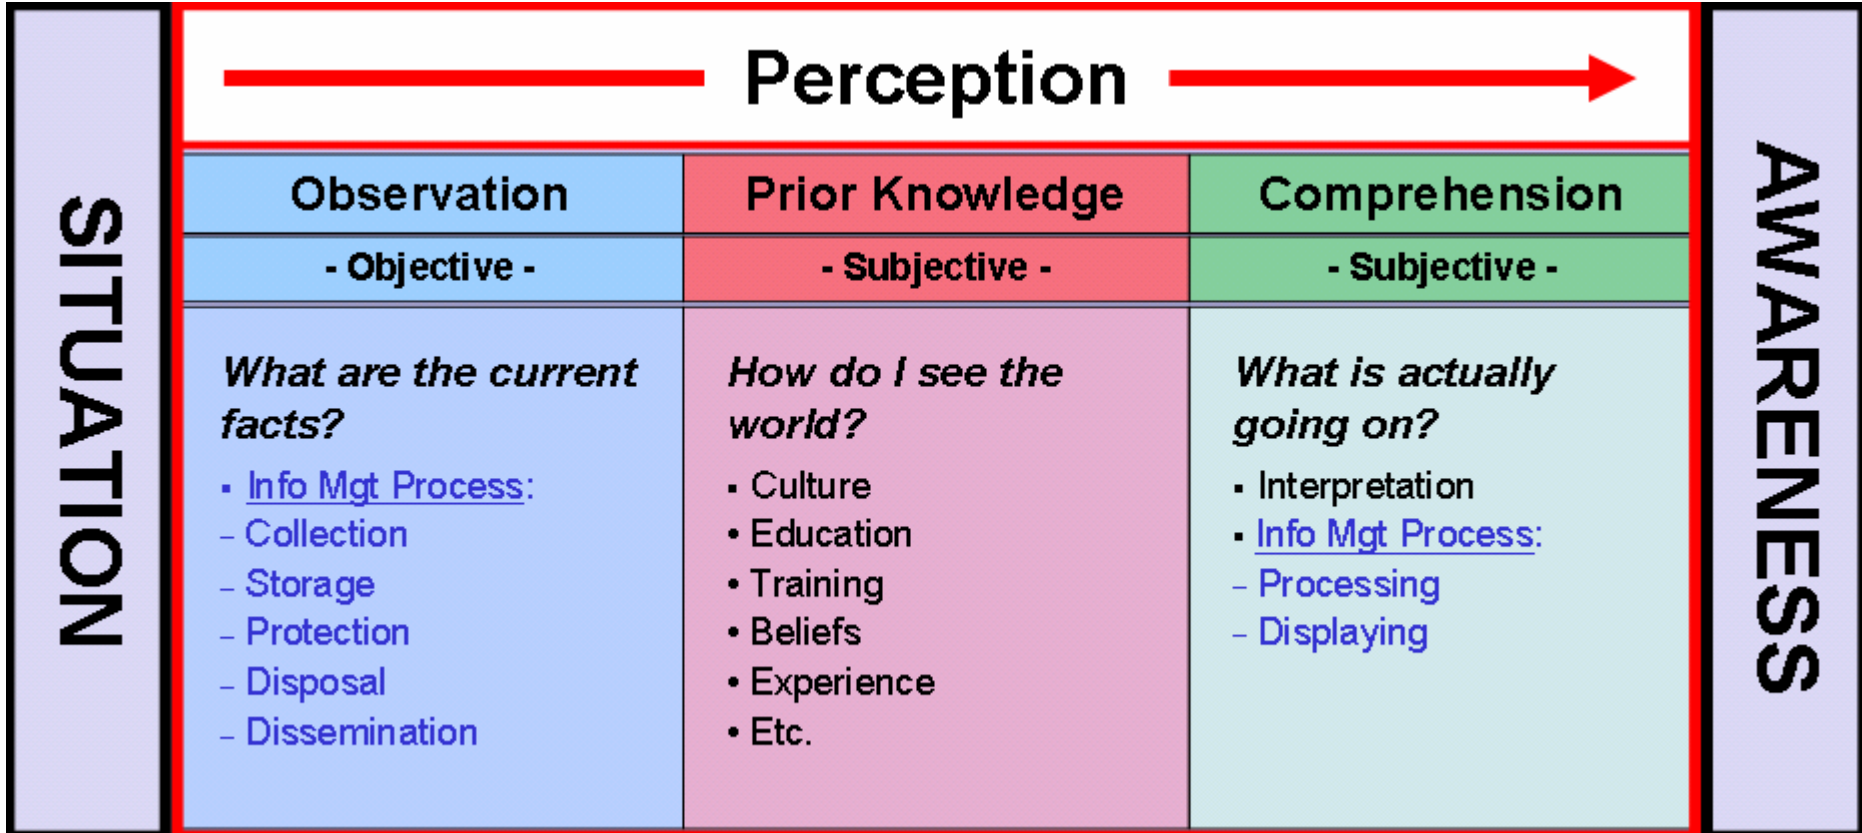 SITUATION
Perception
Observation
- Objective -
What are the current
facts?
▪ Info Mgt Process:
– Collection
– Storage
– Protection
– Disposal
– Dissemination
Prior Knowledge
- Subjective -
How do I see the
world?
▪ Culture
• Education
• Training
• Beliefs
• Experience
• Etc.
Comprehension
- Subjective -
What is actually
going on?
▪ Interpretation
▪ Info Mgt Process:
– Processing
– Displaying
AWARENESS